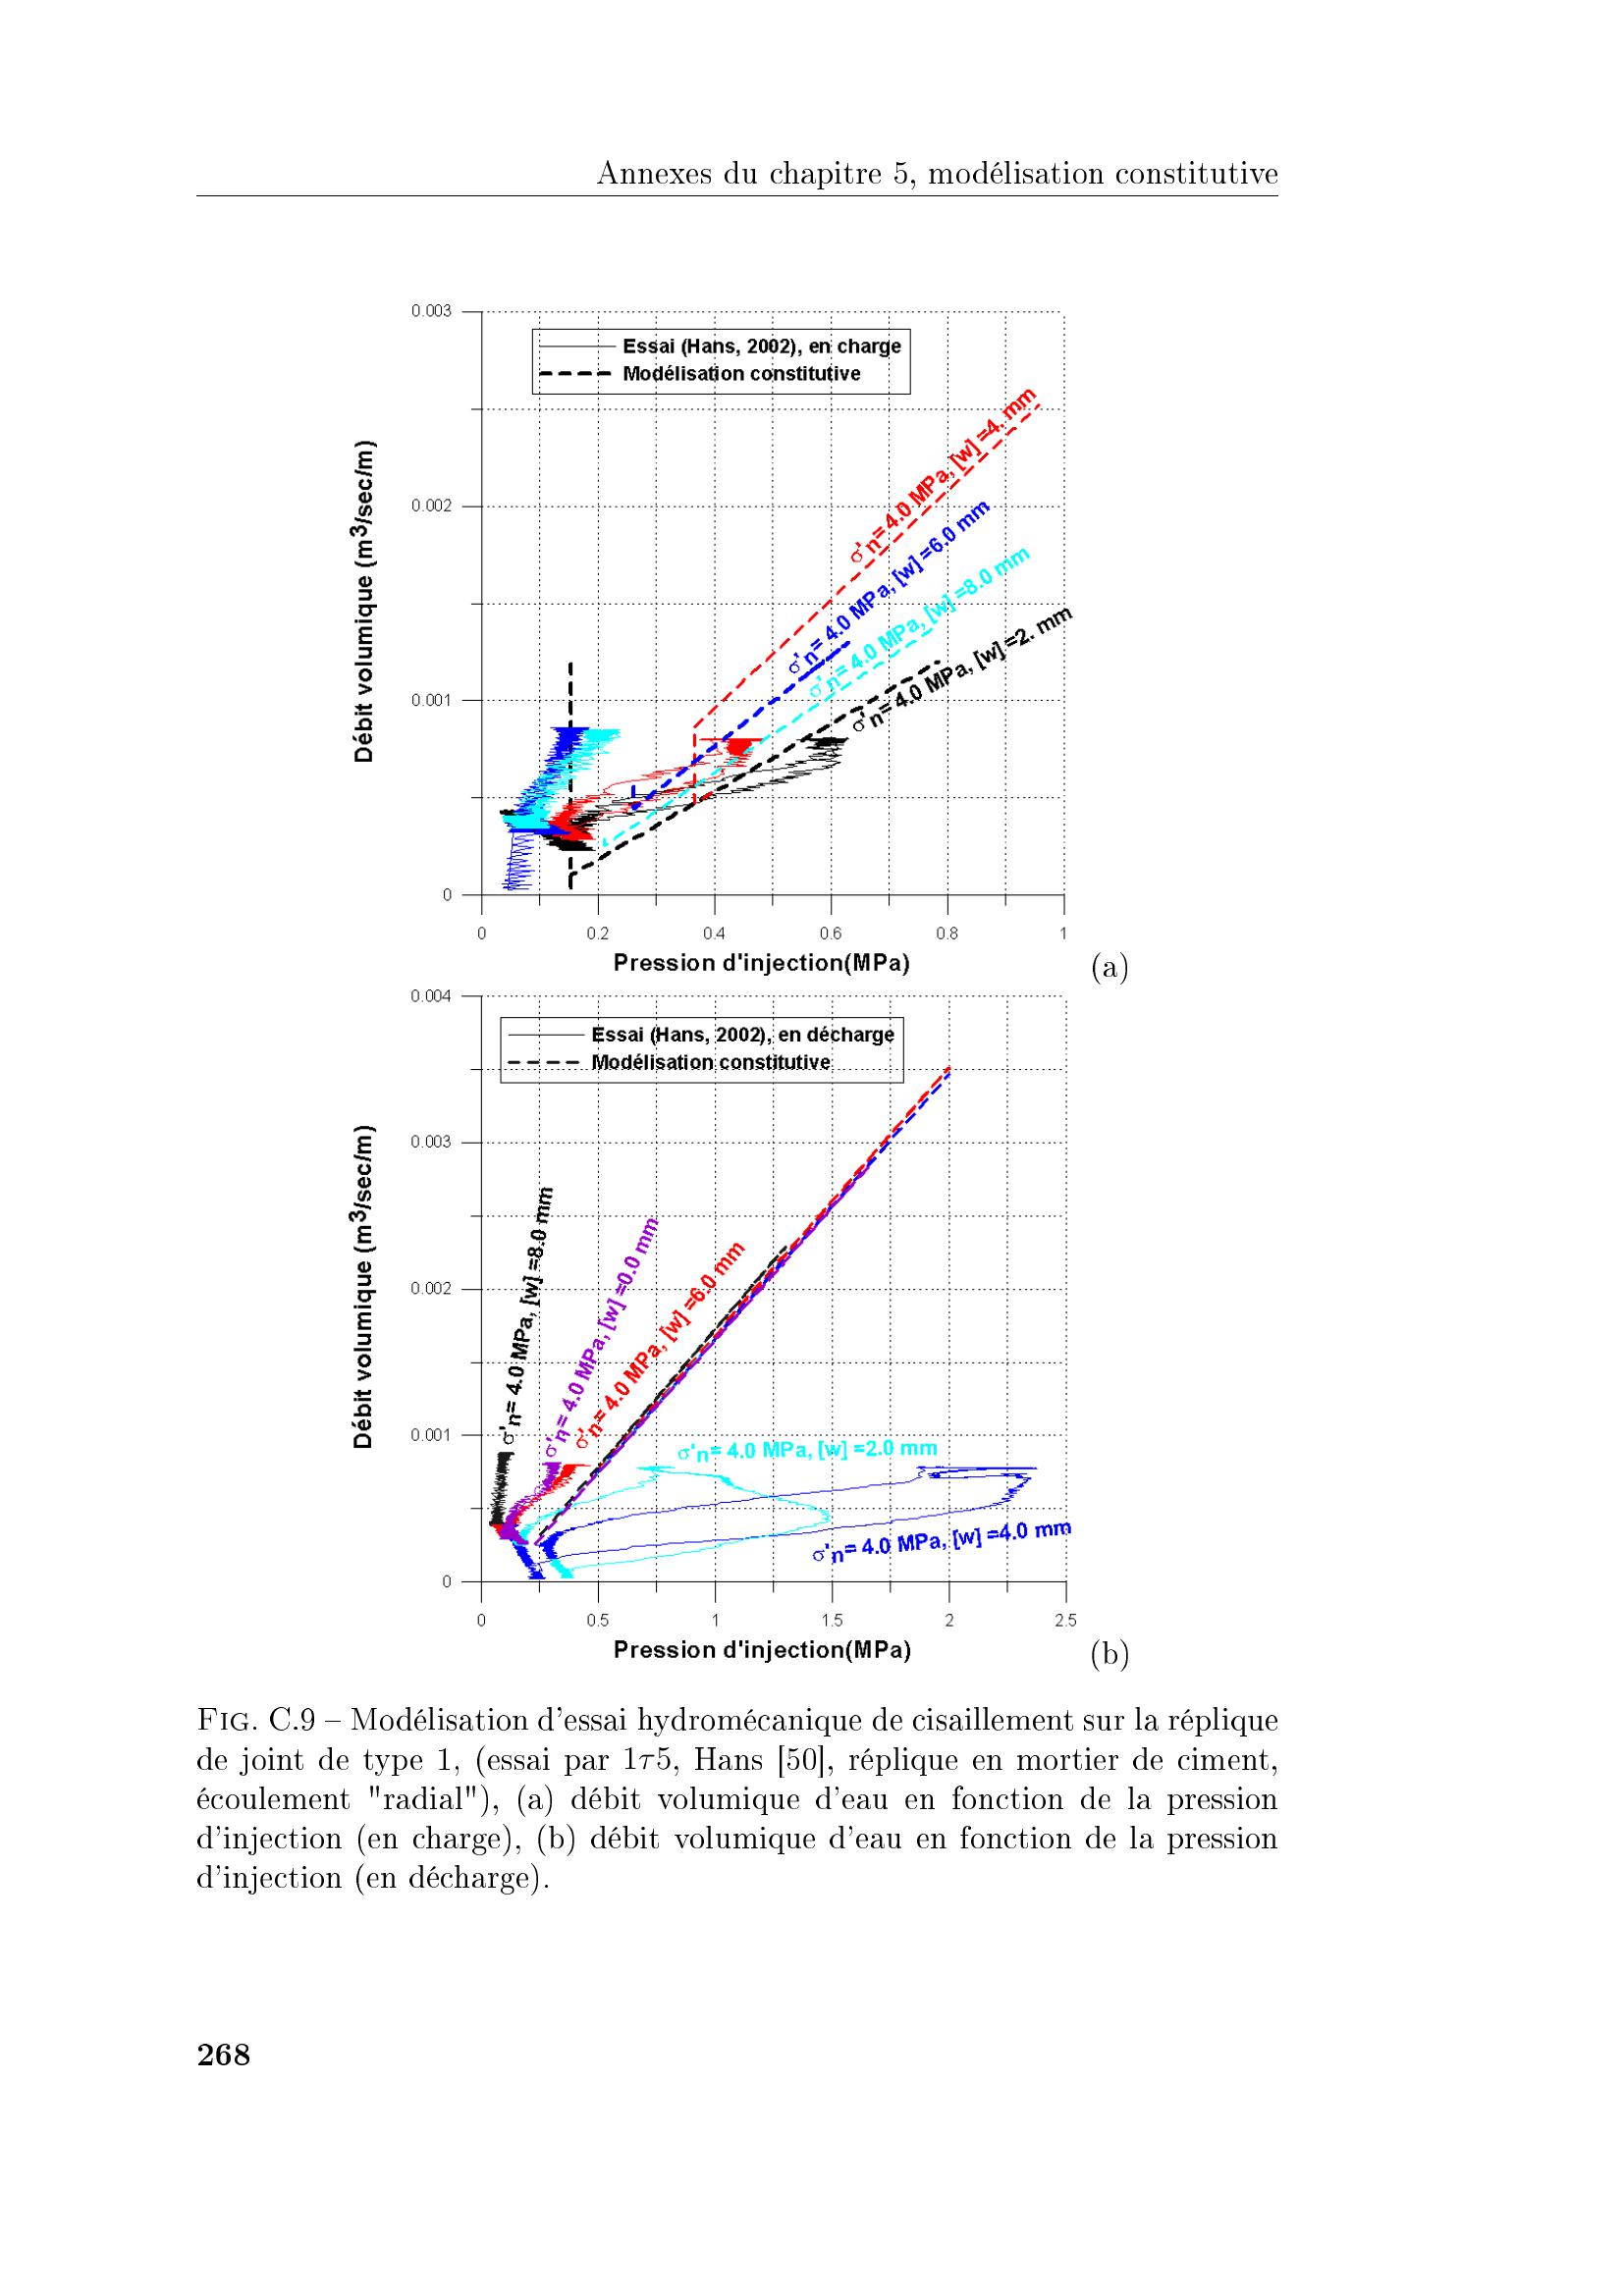 Annexes du chapitre 5, modélisation constitutive
0.003
Essai (Hans, 2002), en charge
Modélisation constitutive
σ'n=4.0 MPa, [w] =4. mm
σ'n= 4.0 MPa, [w] =6.0 mm
σ'n= 4.0 MPa, [w] =8.0 mm
σ'n= 4.0 MPa, [w] =2. mm
0.002
0.001
0
Débit volumique (m3/sec/m)
0 0.2 0.4 0.6 0.8 1
Pression d'injection(MPa)
(a)
0.004
Essai (Hans, 2002), en décharge
Modélisation constitutive
0.003
0.002
0.001
0
Débit volumique (m3/sec/m)
σ'n= 4.0 MPa, [w] =8.0 mm
σ'n= 4.0 MPa, [w] =0.0 mm
σ'n= 4.0 MPa, [w] =6.0 mm
σ'n= 4.0 MPa, [w] =2.0 mm
σ'n= 4.0 MPa, [w] =4.0 mm
0 0.5 1 1.5 2 2.5
Pression d'injection(MPa)
(b)
Fig. C.9 – Modélisation d'essai hydromécanique de cisaillement sur la réplique
de joint de type 1, (essai par 1τ5, Hans [50], réplique en mortier de ciment,
écoulement "radial"), (a) débit volumique d'eau en fonction de la pression
d'injection (en charge), (b) débit volumique d'eau en fonction de la pression
d'injection (en décharge).
268